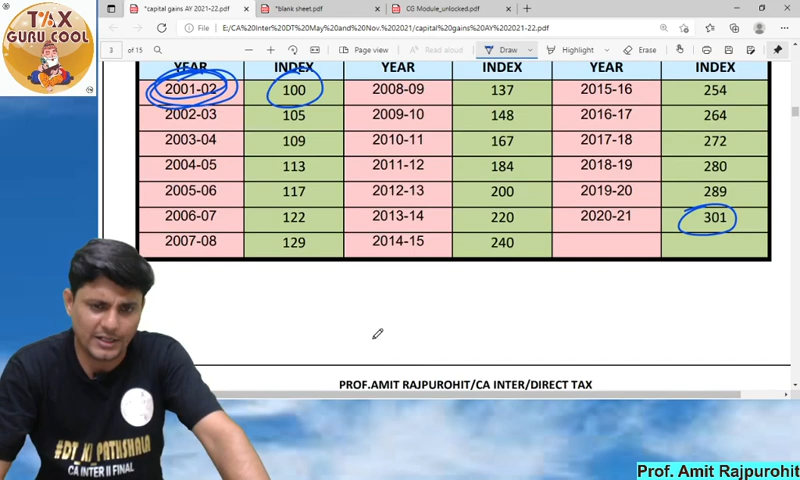 TAX
GURU COOL
*capital gains AY 2021-22.pdf
*blank sheet.pdf
CG Module_unlocked.pdf
File
E:/CA%20Inter%20DT%20May%20and%20Nov.%202021/capital%20gains%20AY%202021-22.pdf
3 of 15
Page view
Read aloud
Draw
Highlight
Erase
YEAR INDEX YEAR INDEX YEAR INDEX
2001-02 100 2008-09 137 2015-16 254
2002-03 105 2009-10 148 2016-17 264
2003-04 109 2010-11 167 2017-18 272
2004-05 113 2011-12 184 2018-19 280
2005-06 117 2012-13 200 2019-20 289
2006-07 122 2013-14 220 2020-21 301
2007-08 129 2014-15 240
PROF.AMIT RAJPUROHIT/CA INTER/DIRECT TAX
#DT KI PATHSHALA
CA INTER II FINAL
Prof. Amit Rajpurohit